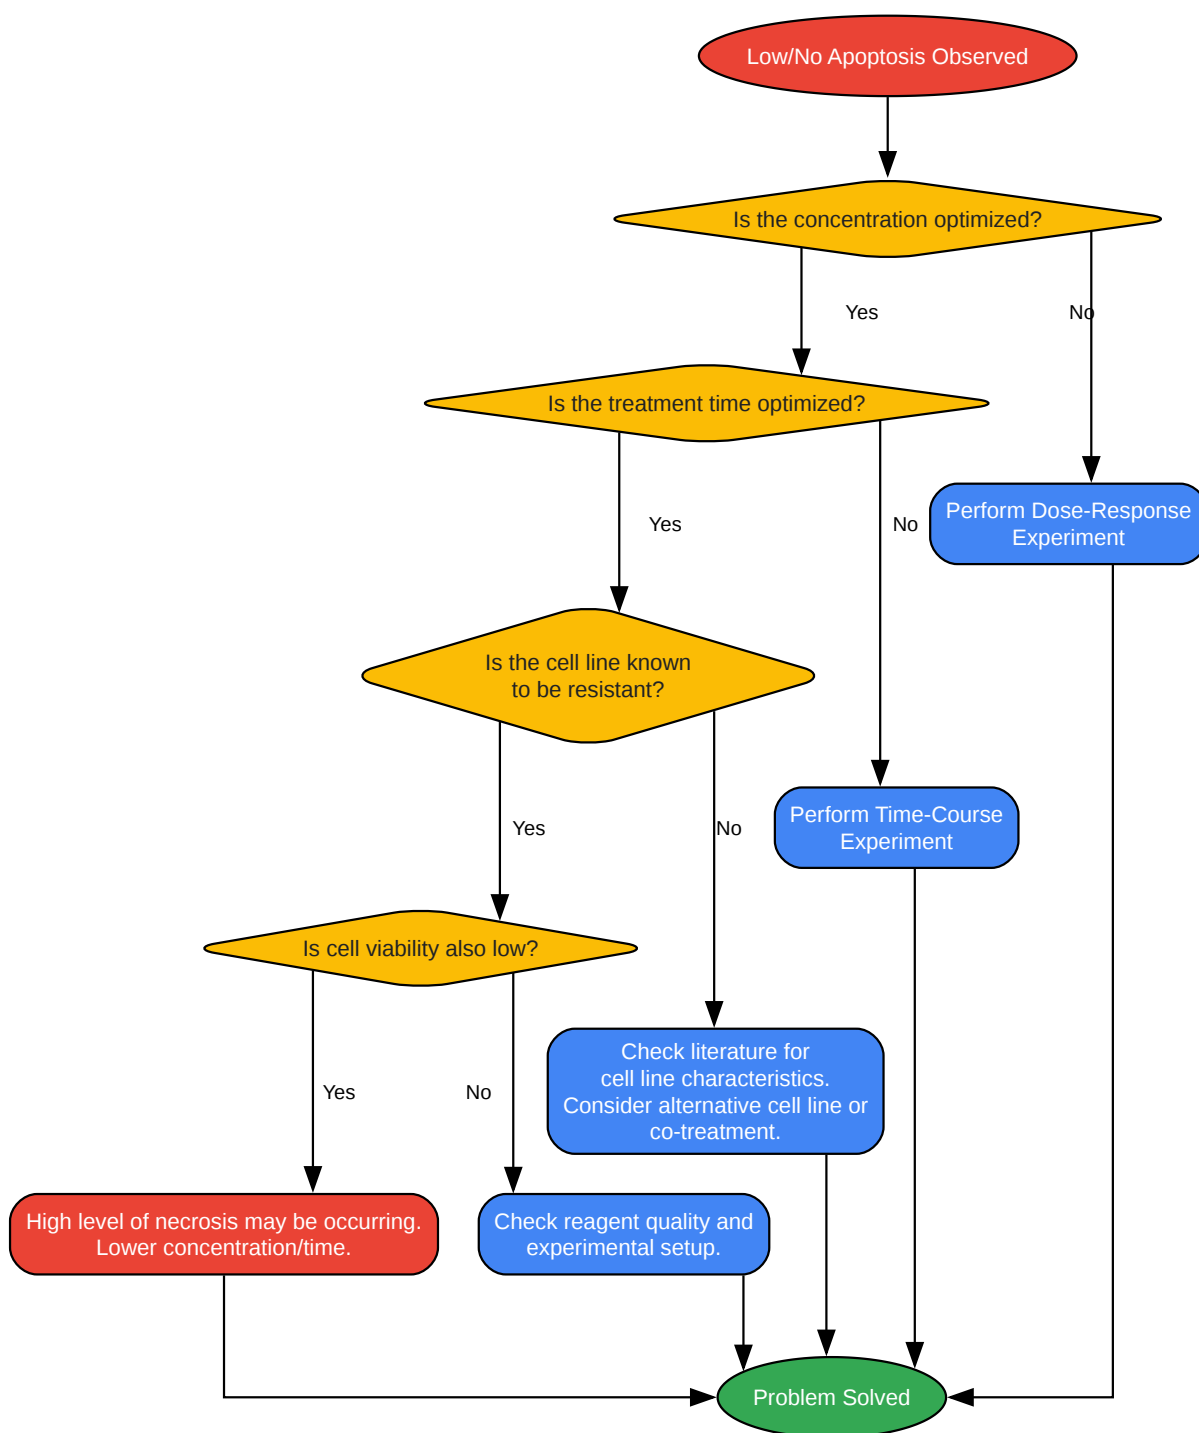 Low/No Apoptosis Observed
Is the concentration optimized?
Yes
No
Is the treatment time optimized?
Yes
No
Perform Dose-Response
Experiment
Is the cell line known
to be resistant?
Yes
No
Perform Time-Course
Experiment
Is cell viability also low?
Yes
No
Check literature for
cell line characteristics.
Consider alternative cell line or
co-treatment.
High level of necrosis may be occurring.
Lower concentration/time.
Check reagent quality and
experimental setup.
Problem Solved